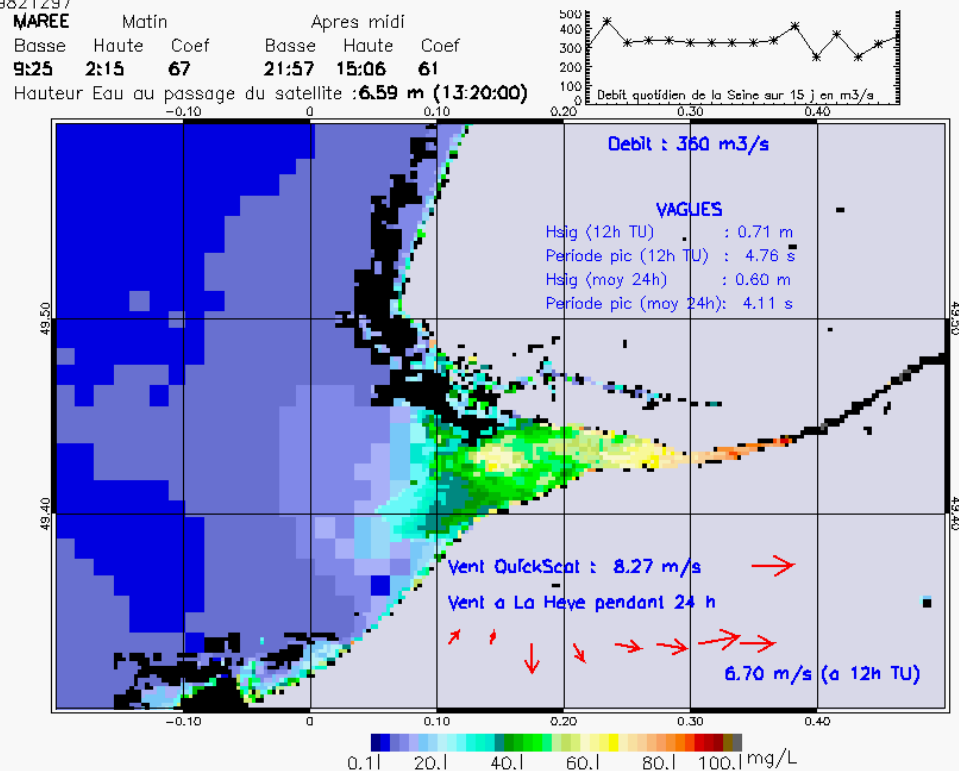 9821297
MAREE Matin Apres midi
Basse Haute Coef Basse Haute Coef
9:25 2:15 67 21:57 15:06 61
Hauteur Eau au passage du satellite :6.59 m (13:20:00)
500
400
300
200
100
0
Debit quotidien de la Seine sur 15 j en m3/s
-0.10 0 0.10 0.20 0.30 0.40
Debit : 360 m3/s
VAGUES
Hsig (12h TU) : 0.71 m
Periode pic (12h TU) : 4.76 s
Hsig (moy 24h) : 0.60 m
Periode pic (moy 24h): 4.11 s
49.50 49.50
49.40 49.40
Vent QuickScat : 8.27 m/s
Vent a La Heve pendant 24 h
6.70 m/s (a 12h TU)
-0.10 0 0.10 0.20 0.30 0.40
0.1| 20.| 40.| 60.| 80.| 100.| mg/L